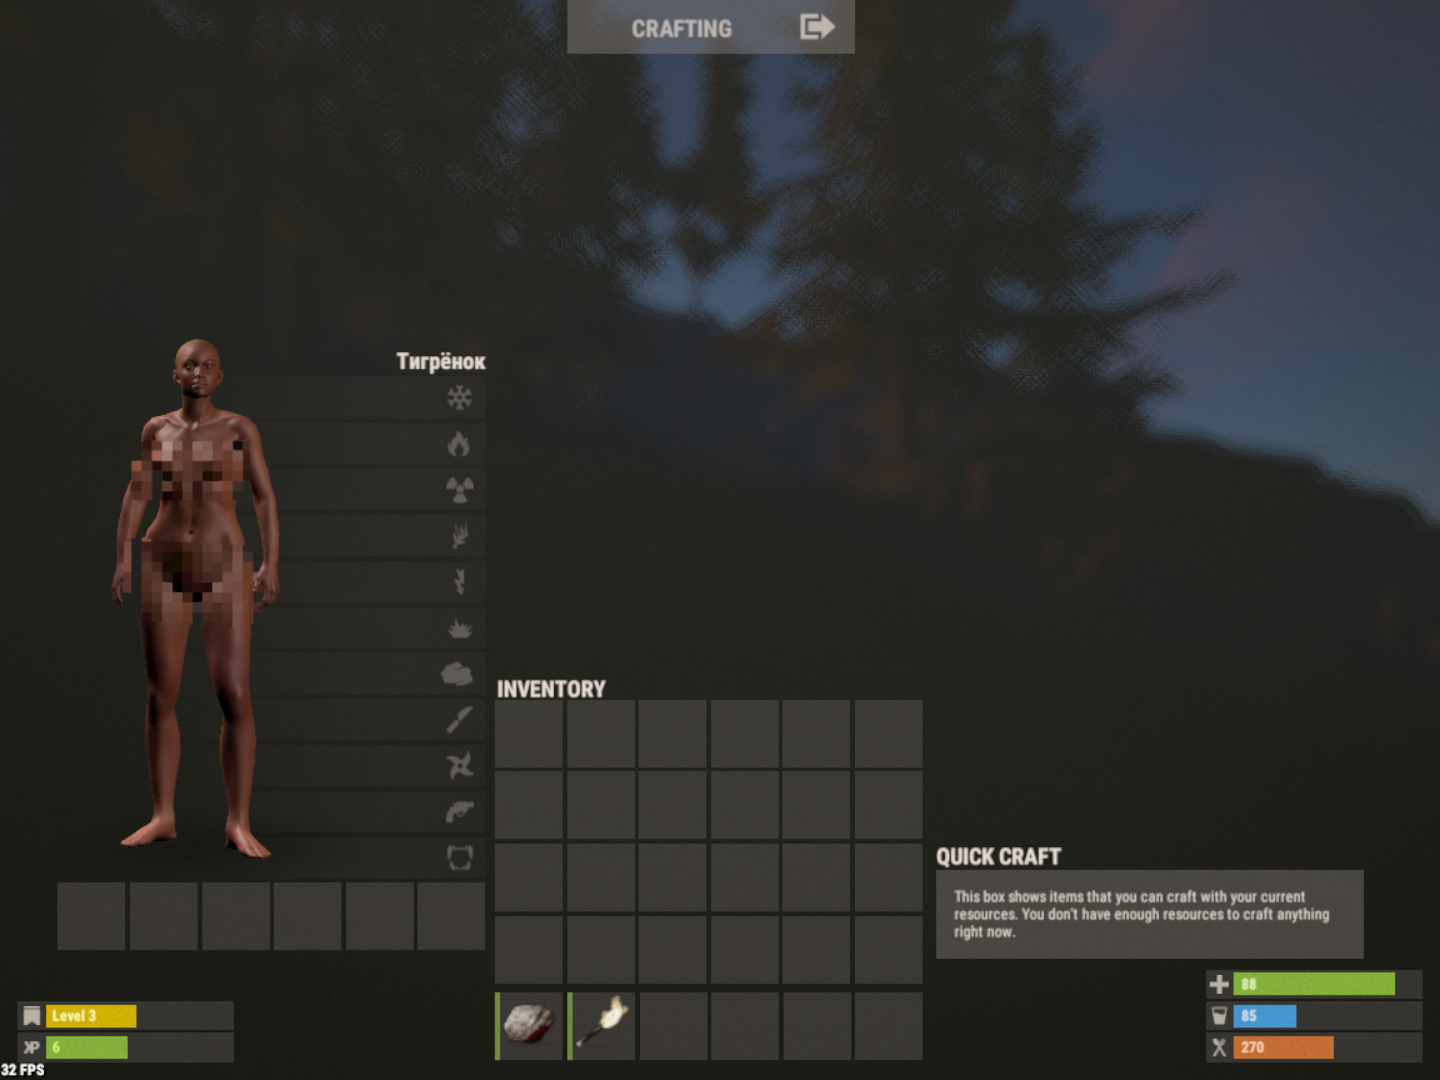 CRAFTING
Тигрёнок
INVENTORY
QUICK CRAFT
This box shows items that you can craft with your current
resources. You don't have enough resources to craft anything
right now.
88
85
270
Level 3
XP 6
32 FPS